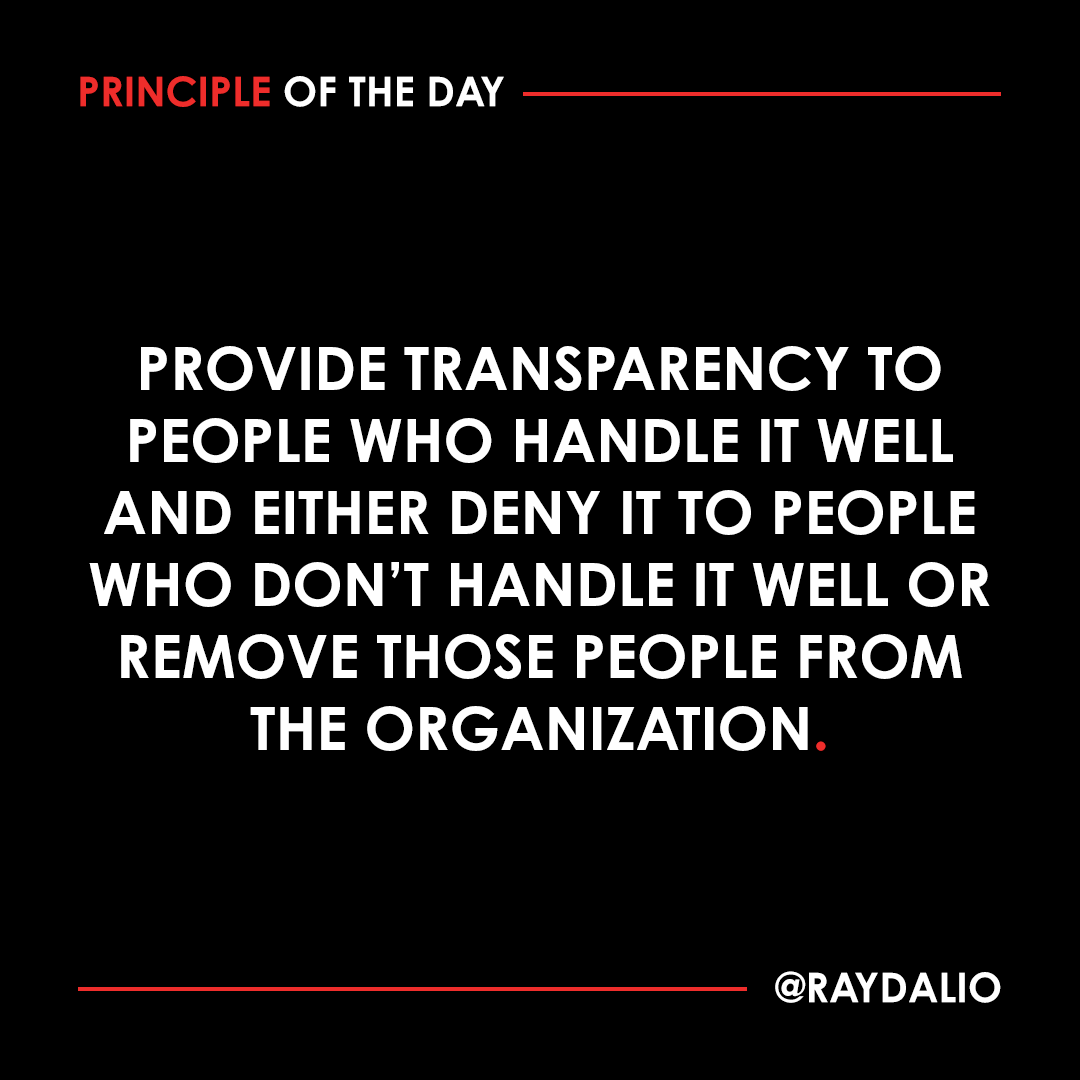 PRINCIPLE OF THE DAY
PROVIDE TRANSPARENCY TO
PEOPLE WHO HANDLE IT WELL
AND EITHER DENY IT TO PEOPLE
WHO DON’T HANDLE IT WELL OR
REMOVE THOSE PEOPLE FROM
THE ORGANIZATION.
@RAYDALIO